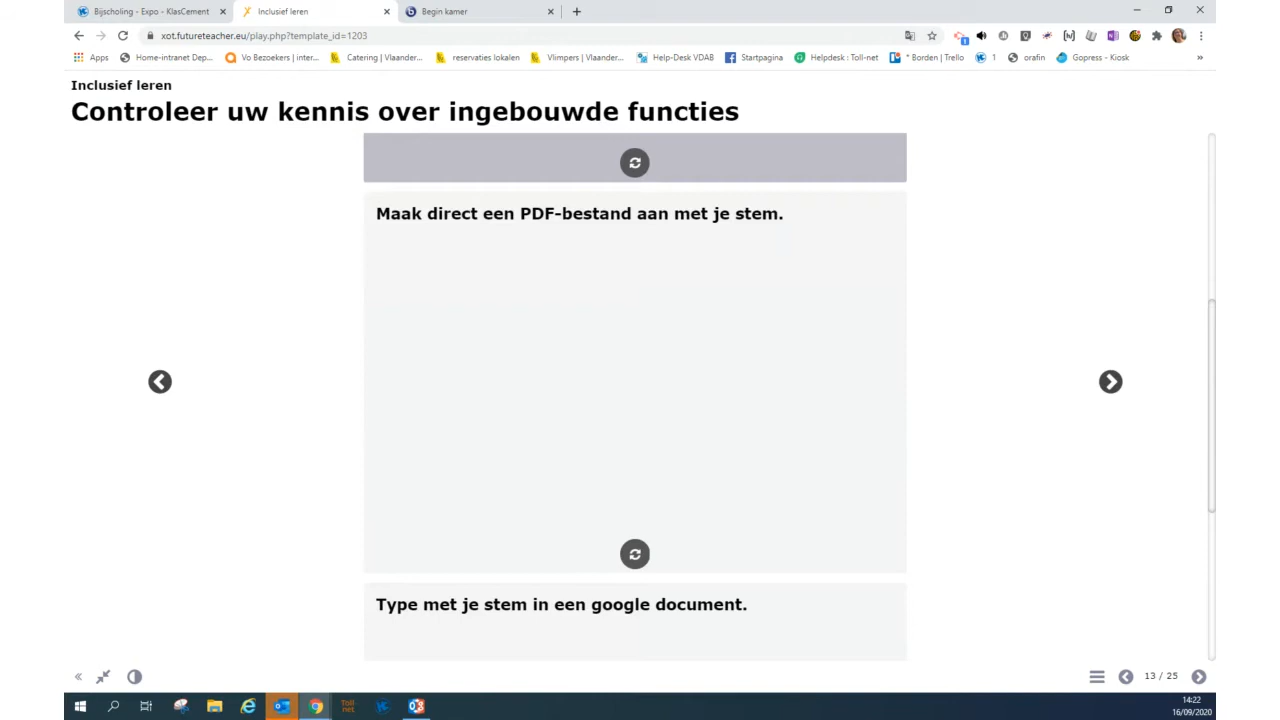 Bijscholing - Expo - KlasCement
Inclusief leren
Begin kamer
xot.futureteacher.eu/play.php?template_id=1203
Apps
Home-intranet Dep...
Vo Bezoekers | inter...
Catering | Vlaander...
reservaties lokalen
Vlimpers | Vlaander...
Help-Desk VDAB
Startpagina
Helpdesk : Toll-net
* Borden | Trello
1
orafin
Gopress - Kiosk
»
Inclusief leren
Controleer uw kennis over ingebouwde functies
Maak direct een PDF-bestand aan met je stem.
Type met je stem in een google document.
«
13 / 25
Toll-net
14:22
16/09/2020